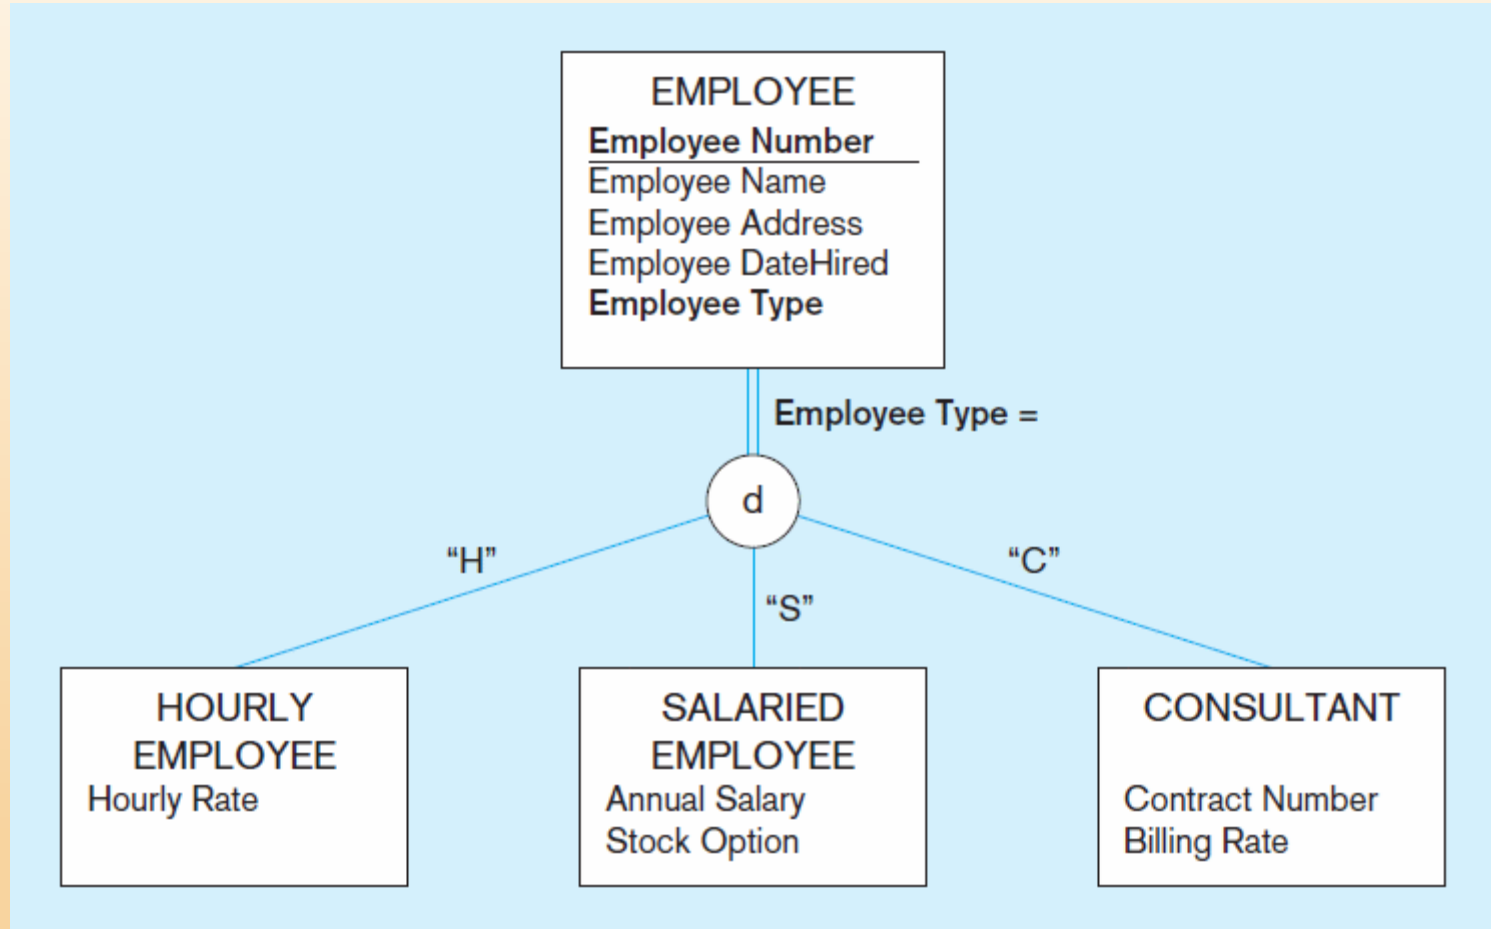 EMPLOYEE
Employee Number
Employee Name
Employee Address
Employee DateHired
Employee Type
Employee Type =
d
“H”
“S”
“C”
HOURLY
EMPLOYEE
Hourly Rate
SALARIED
EMPLOYEE
Annual Salary
Stock Option
CONSULTANT
Contract Number
Billing Rate